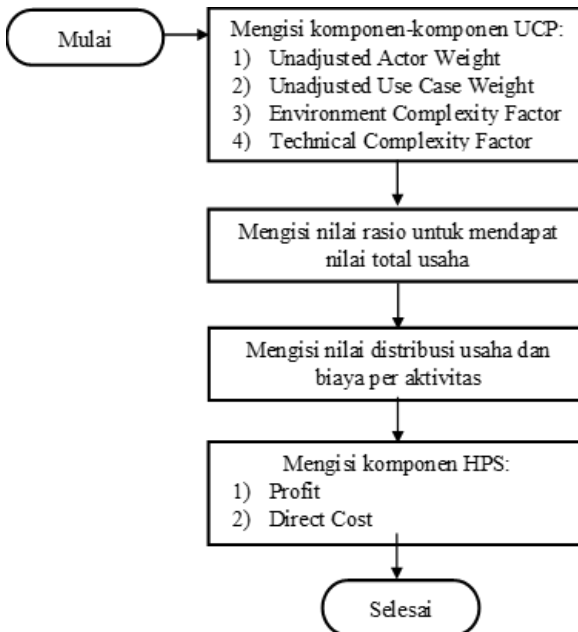 Mulai
Mengisi komponen-komponen UCP:
1) Unadjusted Actor Weight
2) Unadjusted Use Case Weight
3) Environment Complexity Factor
4) Technical Complexity Factor
Mengisi nilai rasio untuk mendapat
nilai total usaha
Mengisi nilai distribusi usaha dan
biaya per aktivitas
Mengisi komponen HPS:
1) Profit
2) Direct Cost
Selesai